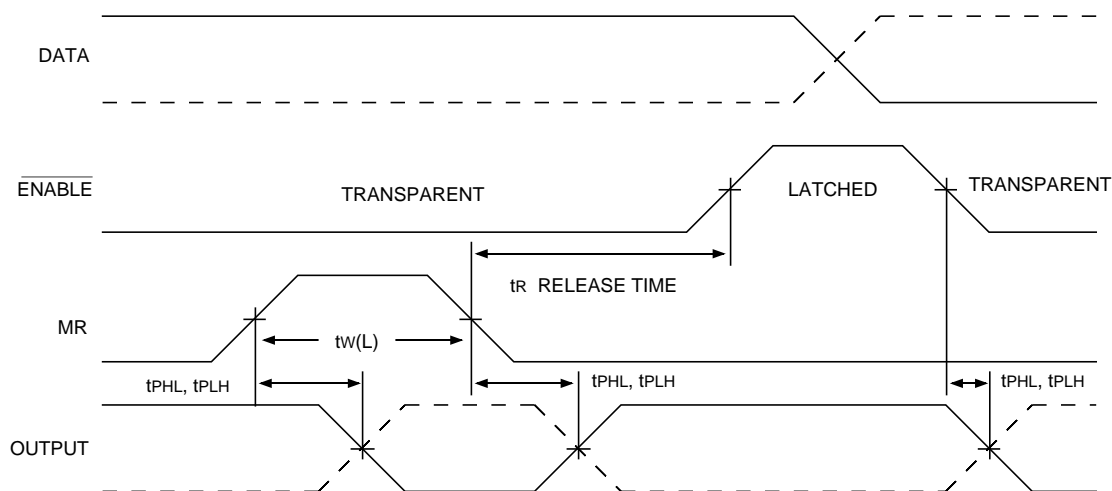 DATA
ENABLE
TRANSPARENT
LATCHED
TRANSPARENT
tR RELEASE TIME
MR
tW(L)
tPHL, tPLH
tPHL, tPLH
tPHL, tPLH
OUTPUT